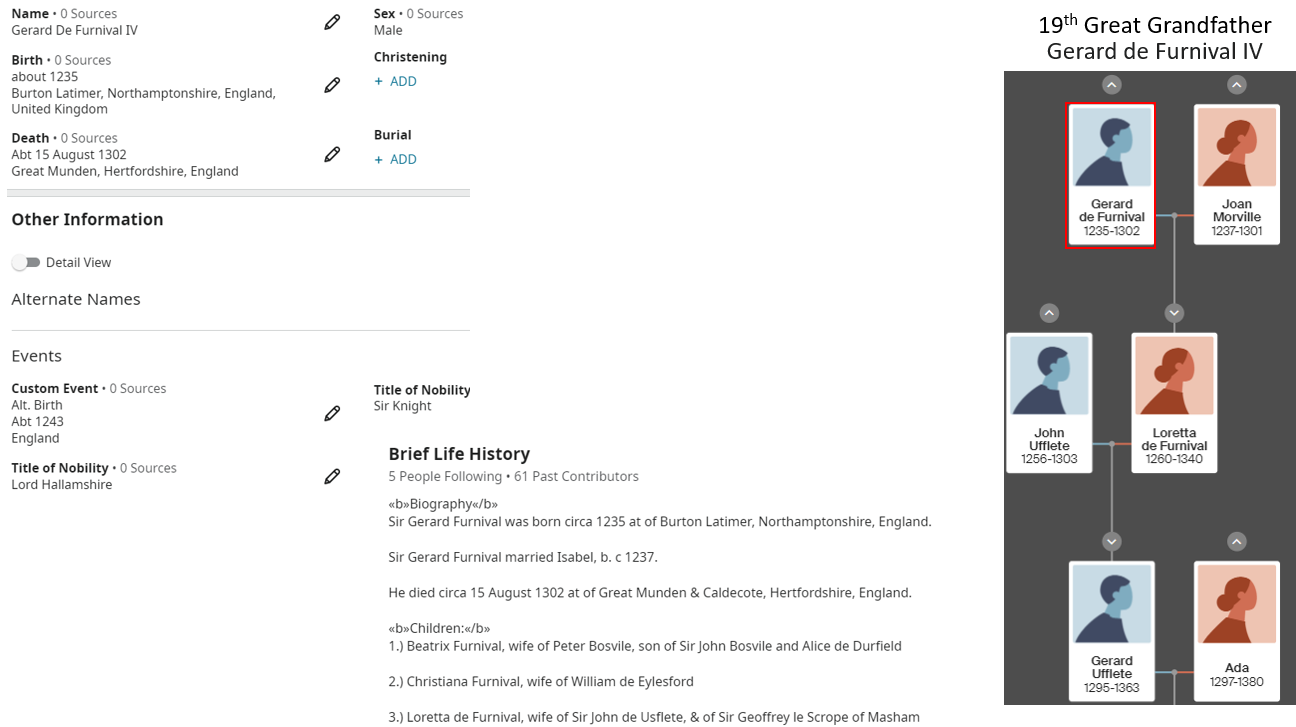 Name • 0 Sources
Gerard De Furnival IV
Sex • 0 Sources
Male
Birth • 0 Sources
about 1235
Burton Latimer, Northamptonshire, England,
United Kingdom
Christening
+ ADD
Death • 0 Sources
Abt 15 August 1302
Great Munden, Hertfordshire, England
Burial
+ ADD
Other Information
Detail View
Alternate Names
Events
Custom Event • 0 Sources
Alt. Birth
Abt 1243
England
Title of Nobility
Sir Knight
Title of Nobility • 0 Sources
Lord Hallamshire
Brief Life History
5 People Following • 61 Past Contributors
«b»Biography«/b»
Sir Gerard Furnival was born circa 1235 at of Burton Latimer, Northamptonshire, England.
Sir Gerard Furnival married Isabel, b. c 1237.
He died circa 15 August 1302 at of Great Munden & Caldecote, Hertfordshire, England.
«b»Children:«/b»
1.) Beatrix Furnival, wife of Peter Bosvile, son of Sir John Bosvile and Alice de Durfield
2.) Christiana Furnival, wife of William de Eylesford
3.) Loretta de Furnival, wife of Sir John de Usflete, & of Sir Geoffrey le Scrope of Masham
19th Great Grandfather
Gerard de Furnival IV
Gerard
de Furnival
1235-1302
Joan
Morville
1237-1301
John
Ufflete
1256-1303
Loretta
de Furnival
1260-1340
Gerard
Ufflete
1295-1363
Ada
1297-1380